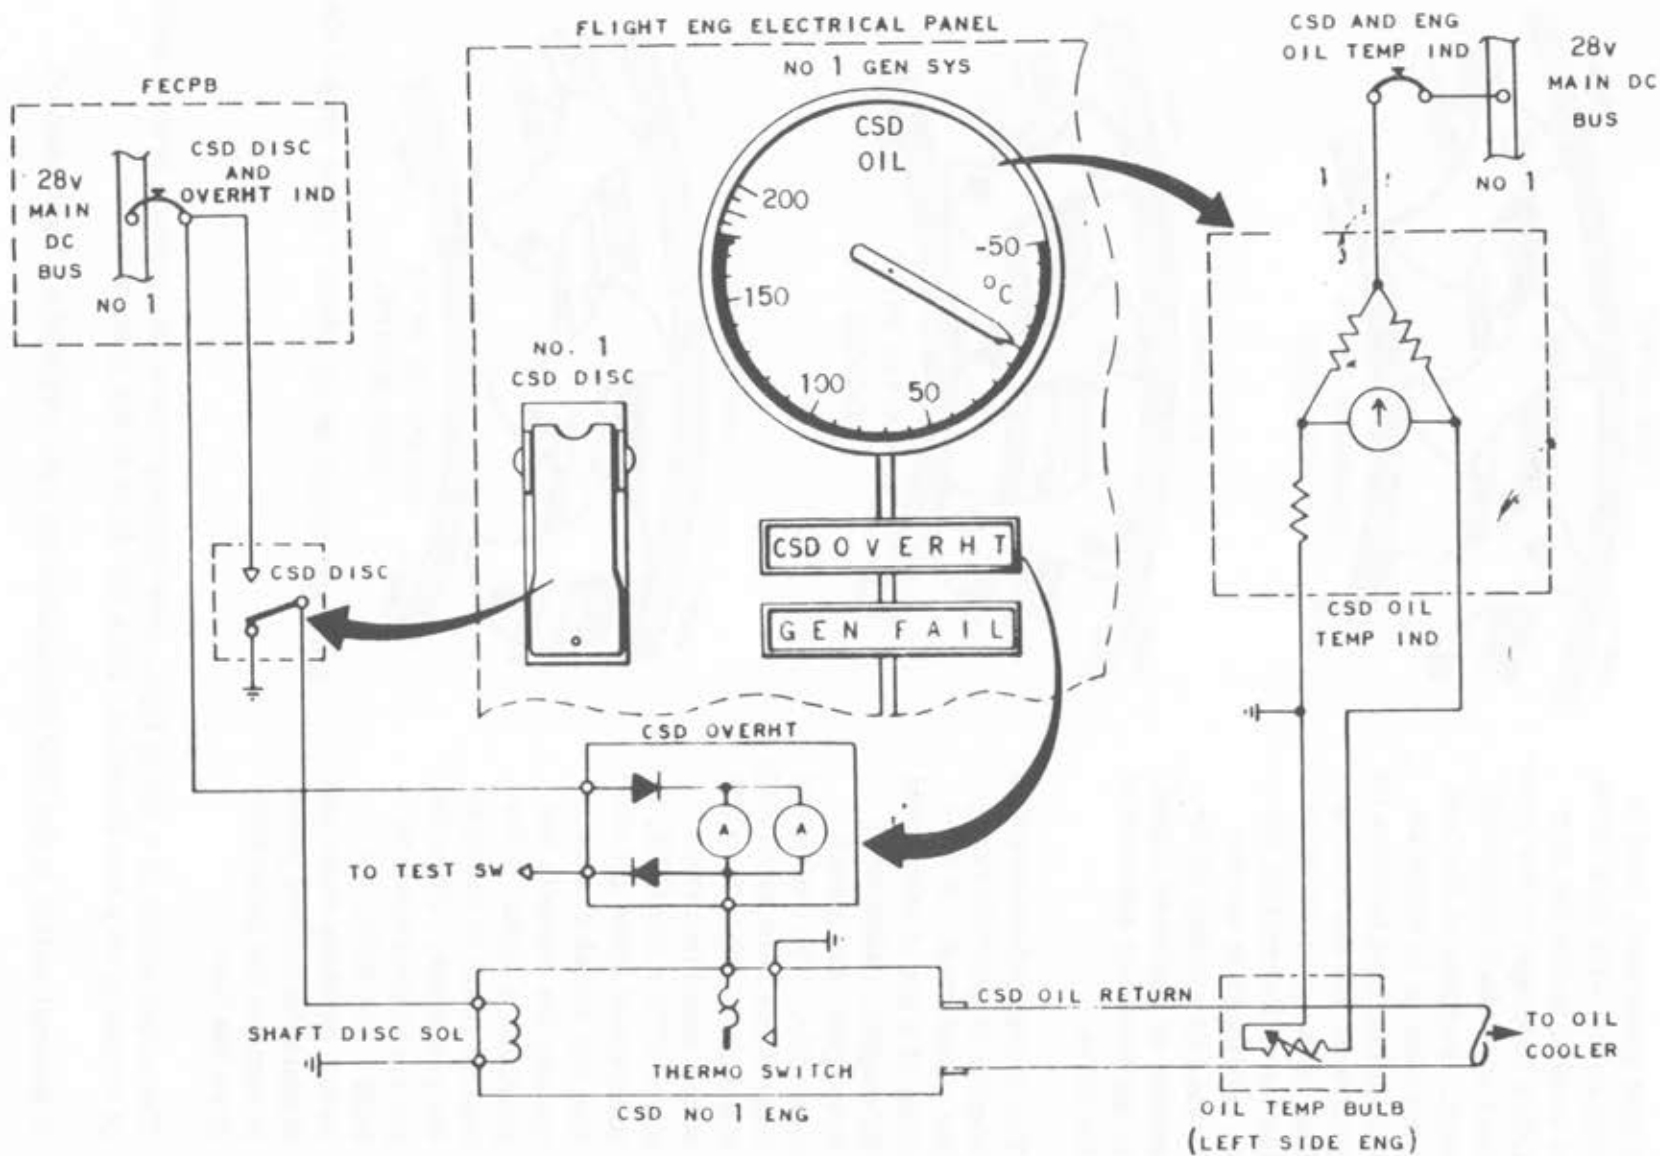 FLIGHT ENG ELECTRICAL PANEL
NO 1 GEN SYS
CSD
OIL
200
150
100
50
-50
°C
NO. 1
CSD DISC
CSD OVERHT
GEN FAIL
FECPB
28V
MAIN
DC
BUS
CSD DISC
AND
OVERHT IND
NO 1
CSD DISC
CSD AND ENG
OIL TEMP IND
28V
MAIN DC
BUS
NO 1
CSD OIL
TEMP IND
CSD OVERHT
A
A
TO TEST SW
SHAFT DISC SOL
THERMO SWITCH
CSD NO 1 ENG
CSD OIL RETURN
TO OIL
COOLER
OIL TEMP BULB
(LEFT SIDE ENG)